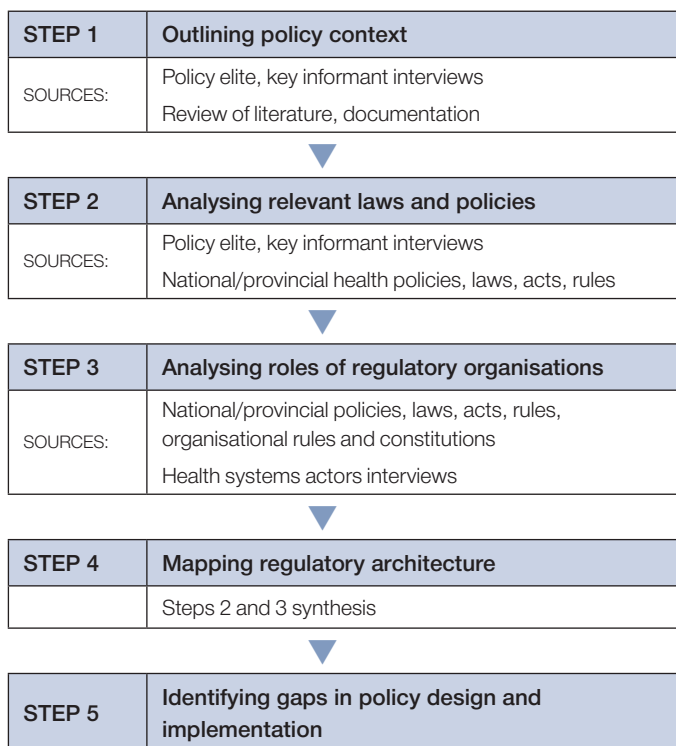 STEP 1 Outlining policy context
SOURCES: Policy elite, key informant interviews
Review of literature, documentation
STEP 2 Analysing relevant laws and policies
SOURCES: Policy elite, key informant interviews
National/provincial health policies, laws, acts, rules
STEP 3 Analysing roles of regulatory organisations
SOURCES: National/provincial policies, laws, acts, rules,
organisational rules and constitutions
Health systems actors interviews
STEP 4 Mapping regulatory architecture
Steps 2 and 3 synthesis
STEP 5 Identifying gaps in policy design and
implementation